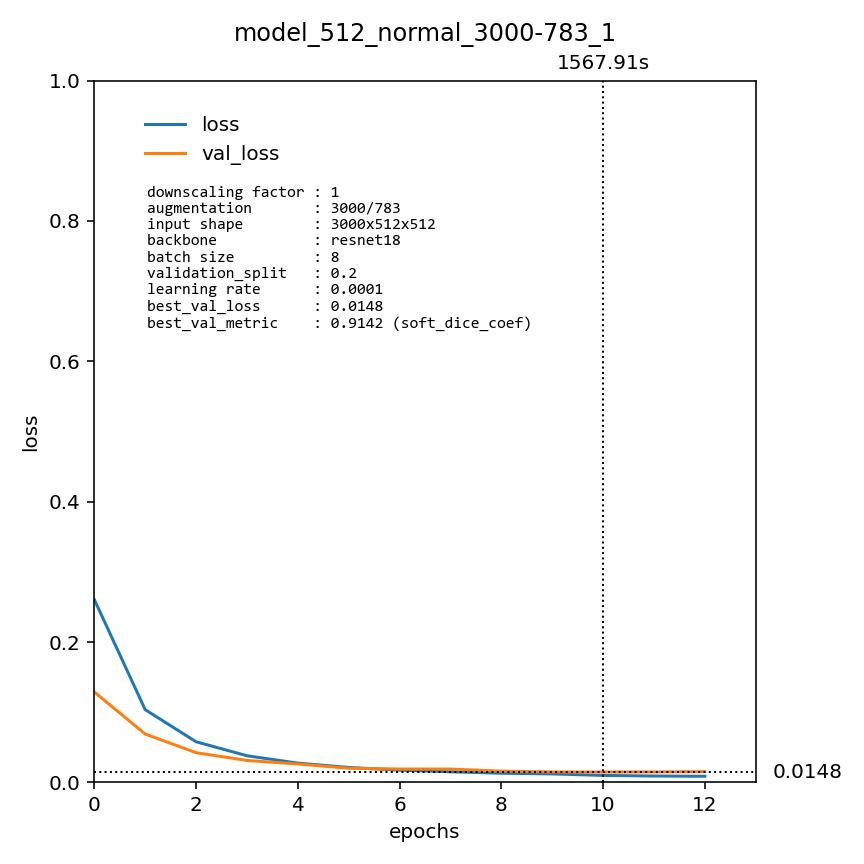 model_512_normal_3000-783_1
1567.91s
1.0
loss
val_loss
downscaling factor : 1
augmentation : 3000/783
input shape : 3000x512x512
backbone : resnet18
batch size : 8
validation_split : 0.2
learning rate : 0.0001
best_val_loss : 0.0148
best_val_metric : 0.9142 (soft_dice_coef)
0.8
0.6
loss
0.4
0.2
0.0148
0.0
0 2 4 6 8 10 12
epochs